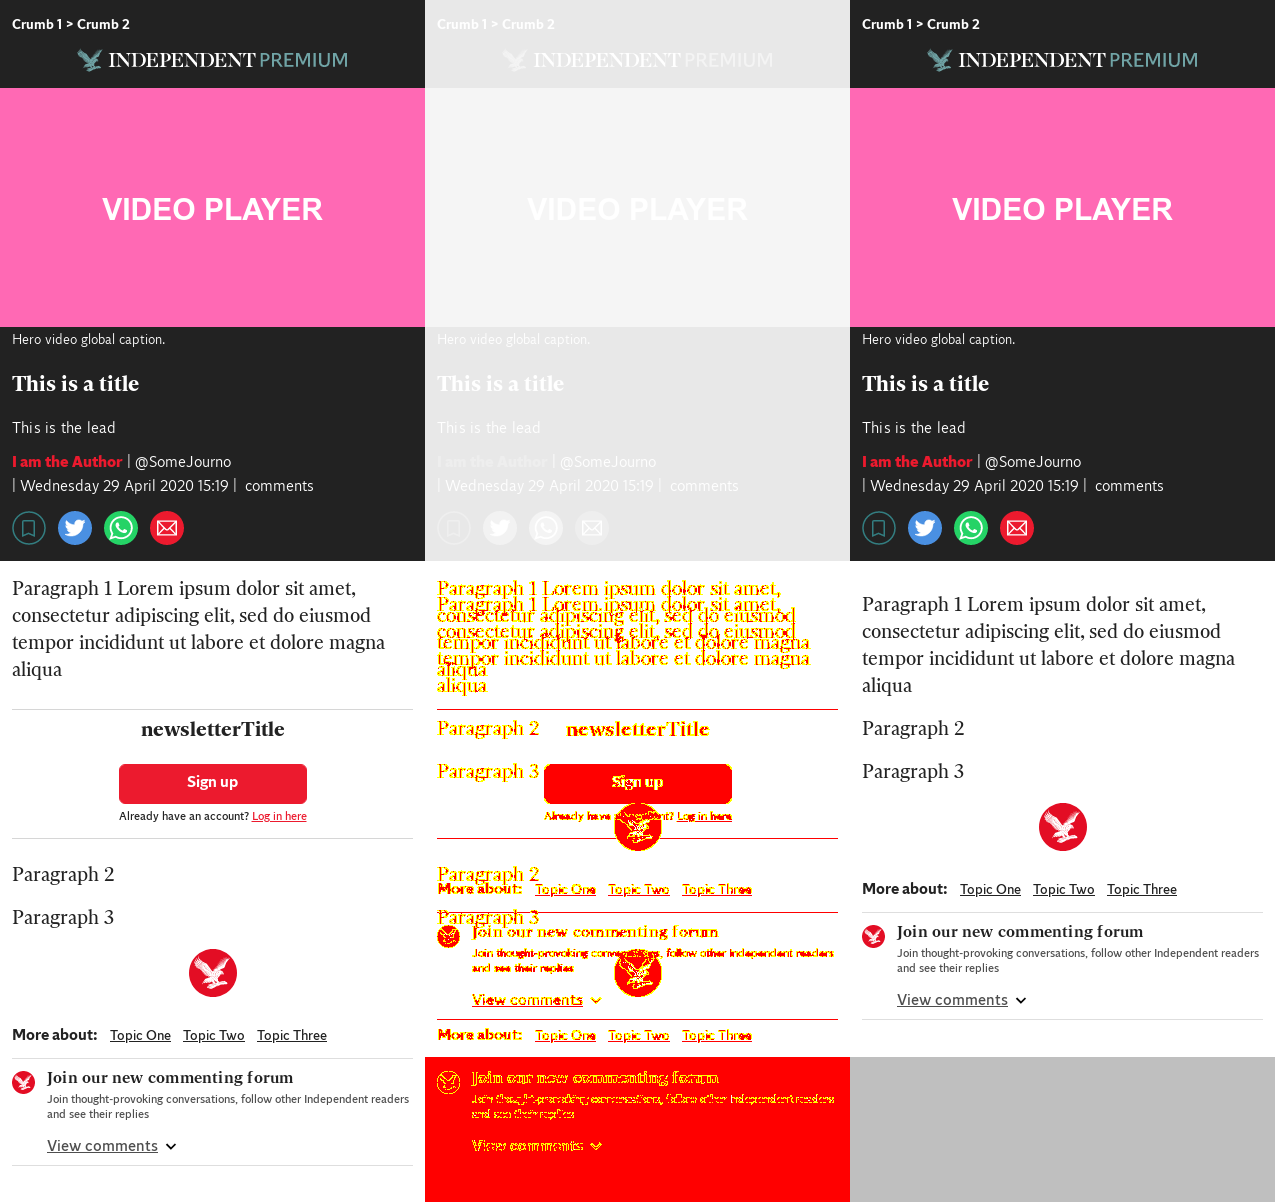 Crumb 1 > Crumb 2
INDEPENDENT PREMIUM
VIDEO PLAYER
Hero video global caption.
This is a title
This is the lead
I am the Author | @SomeJourno
| Wednesday 29 April 2020 15:19 | comments
Paragraph 1 Lorem ipsum dolor sit amet,
consectetur adipiscing elit, sed do eiusmod
tempor incididunt ut labore et dolore magna
aliqua
newsletterTitle
Sign up
Already have an account? Log in here
Paragraph 2
Paragraph 3
More about: Topic One Topic Two Topic Three
Join our new commenting forum
Join thought-provoking conversations, follow other Independent readers
and see their replies
View comments
Crumb 1 > Crumb 2
INDEPENDENT PREMIUM
VIDEO PLAYER
Hero video global caption.
This is a title
This is the lead
I am the Author | @SomeJourno
| Wednesday 29 April 2020 15:19 | comments
Paragraph 1 Lorem ipsum dolor sit amet,
Paragraph 1 Lorem ipsum dolor sit amet,
consectetur adipiscing elit, sed do eiusmod
consectetur adipiscing elit, sed do eiusmod
tempor incididunt ut labore et dolore magna
tempor incididunt ut labore et dolore magna
aliqua
aliqua
Paragraph 2 newsletterTitle
Paragraph 3
Sign up
Already have an account? Log in here
Paragraph 2
More about: Topic One Topic Two Topic Three
Paragraph 3
Join our new commenting forum
Join thought-provoking conversations, follow other Independent readers
and see their replies
View comments
More about: Topic One Topic Two Topic Three
Join our new commenting forum
Join thought-provoking conversations, follow other Independent readers
and see their replies
View comments
Crumb 1 > Crumb 2
INDEPENDENT PREMIUM
VIDEO PLAYER
Hero video global caption.
This is a title
This is the lead
I am the Author | @SomeJourno
| Wednesday 29 April 2020 15:19 | comments
Paragraph 1 Lorem ipsum dolor sit amet,
consectetur adipiscing elit, sed do eiusmod
tempor incididunt ut labore et dolore magna
aliqua
Paragraph 2
Paragraph 3
More about: Topic One Topic Two Topic Three
Join our new commenting forum
Join thought-provoking conversations, follow other Independent readers
and see their replies
View comments